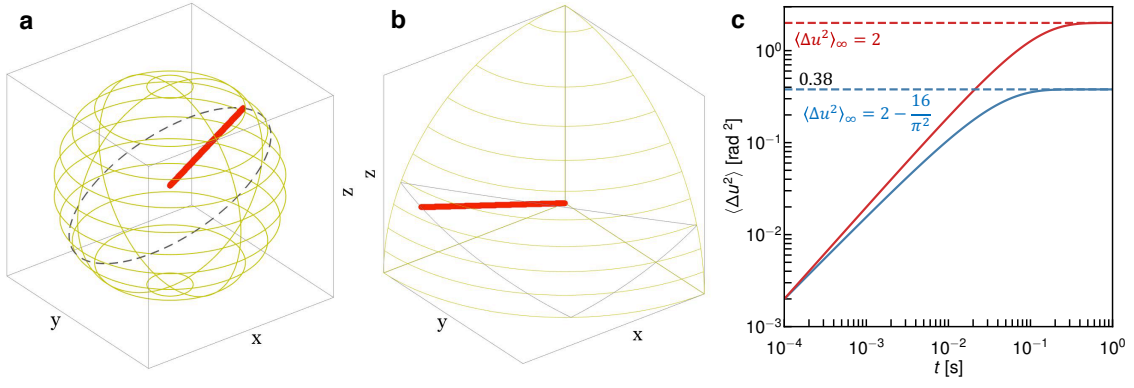 a
b
c
z
y
x
z
y
x
⟨Δu²⟩∞ = 2
0.38
⟨Δu²⟩∞ = 2 − 16/π²
⟨Δu²⟩ [rad ²]
10⁰
10⁻¹
10⁻²
10⁻³
10⁻⁴ 10⁻³ 10⁻² 10⁻¹ 10⁰
t [s]